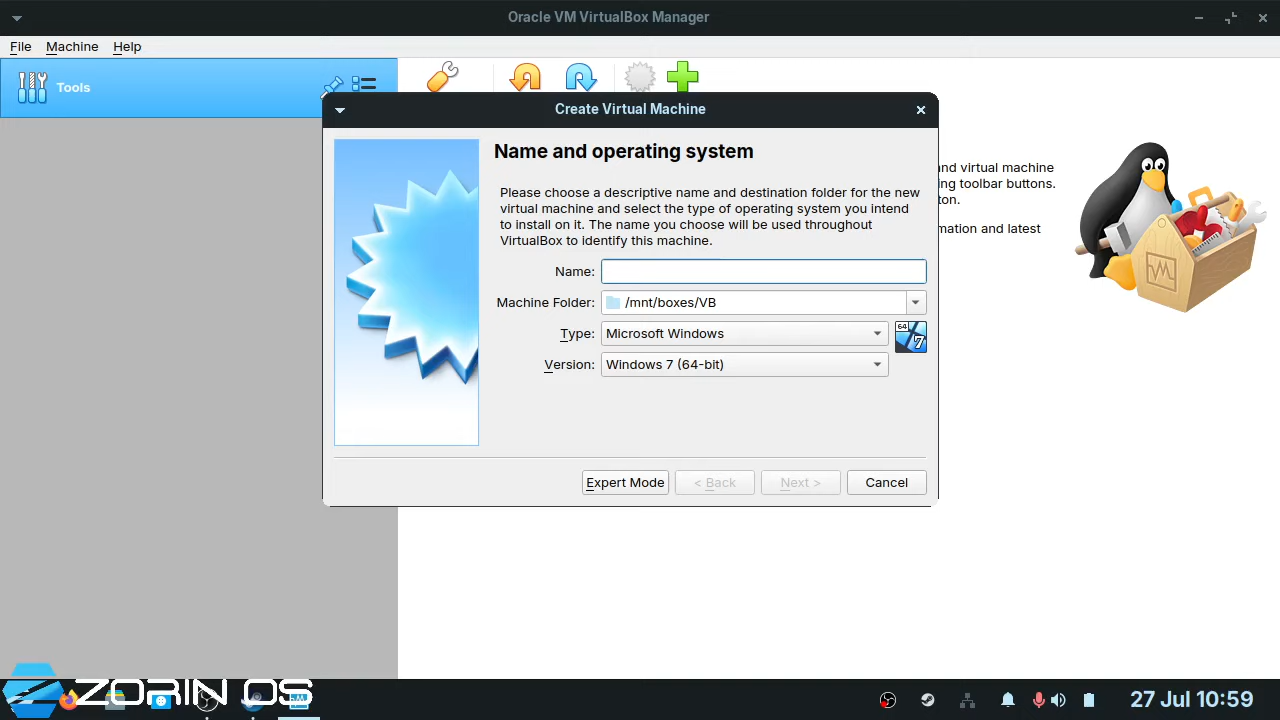 Oracle VM VirtualBox Manager
File Machine Help
Tools
Create Virtual Machine
Name and operating system
Please choose a descriptive name and destination folder for the new
virtual machine and select the type of operating system you intend
to install on it. The name you choose will be used throughout
VirtualBox to identify this machine.
nd virtual machine
ing toolbar buttons.
ton.
mation and latest
Name:
Machine Folder: /mnt/boxes/VB
Type: Microsoft Windows
64
7
Version: Windows 7 (64-bit)
Expert Mode < Back Next > Cancel
ZORIN OS
27 Jul 10:59